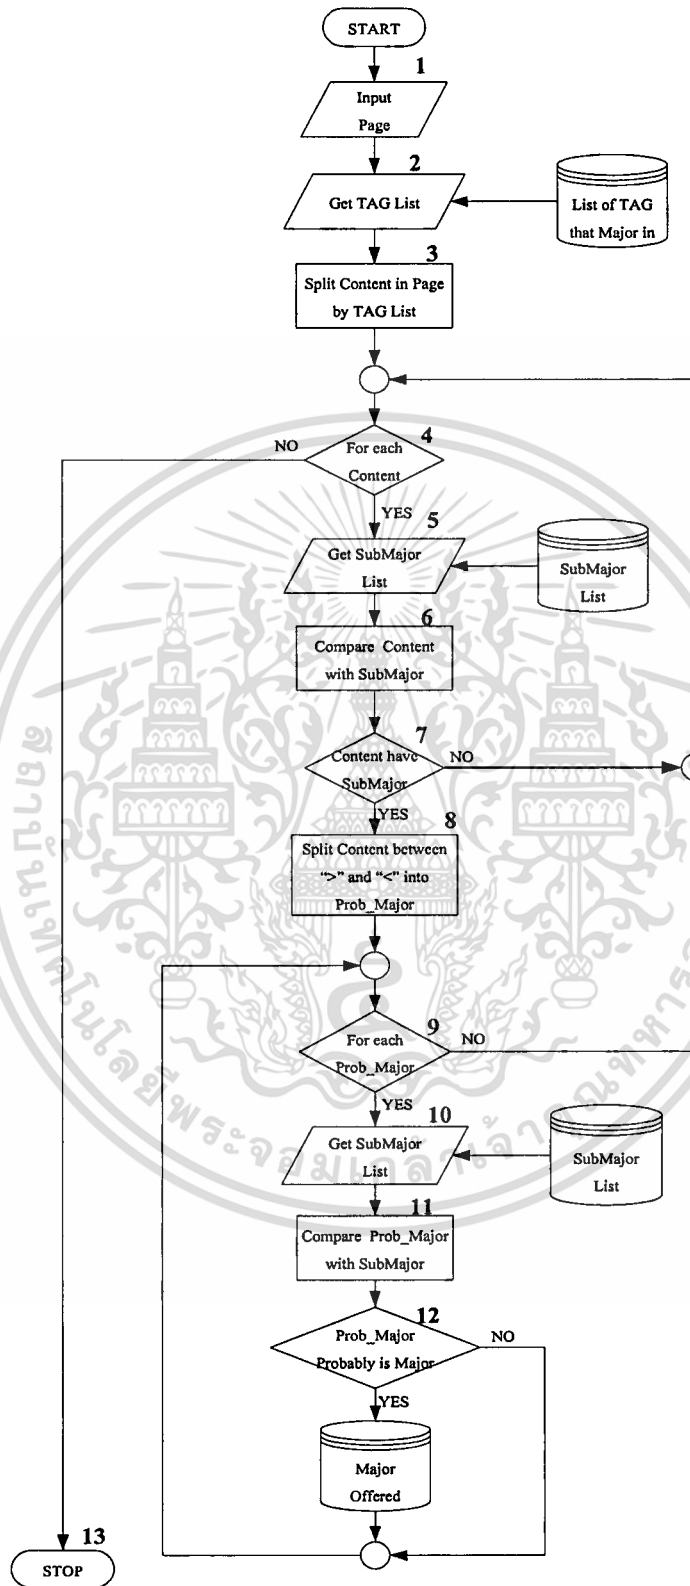 START
1
Input
Page
2
Get TAG List
List of TAG
that Major in
3
Split Content in Page
by TAG List
4
NO
For each
Content
YES
5
Get SubMajor
List
SubMajor
List
6
Compare Content
with SubMajor
7
Content have
SubMajor
NO
YES
8
Split Content between
“>” and “<” into
Prob_Major
9
For each
Prob_Major
NO
YES
10
Get SubMajor
List
SubMajor
List
11
Compare Prob_Major
with SubMajor
12
Prob_Major
Probably is Major
NO
YES
Major
Offered
13
STOP